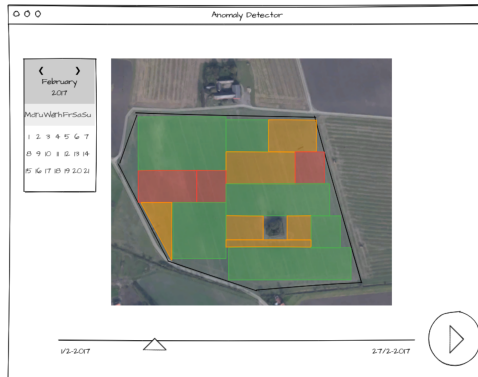 Anomaly Detector
February
2017
MoTuWeThFrSaSu
1 2 3 4 5 6 7
8 9 10 11 12 13 14
15 16 17 18 19 20 21
1/2-2017
27/2-2017